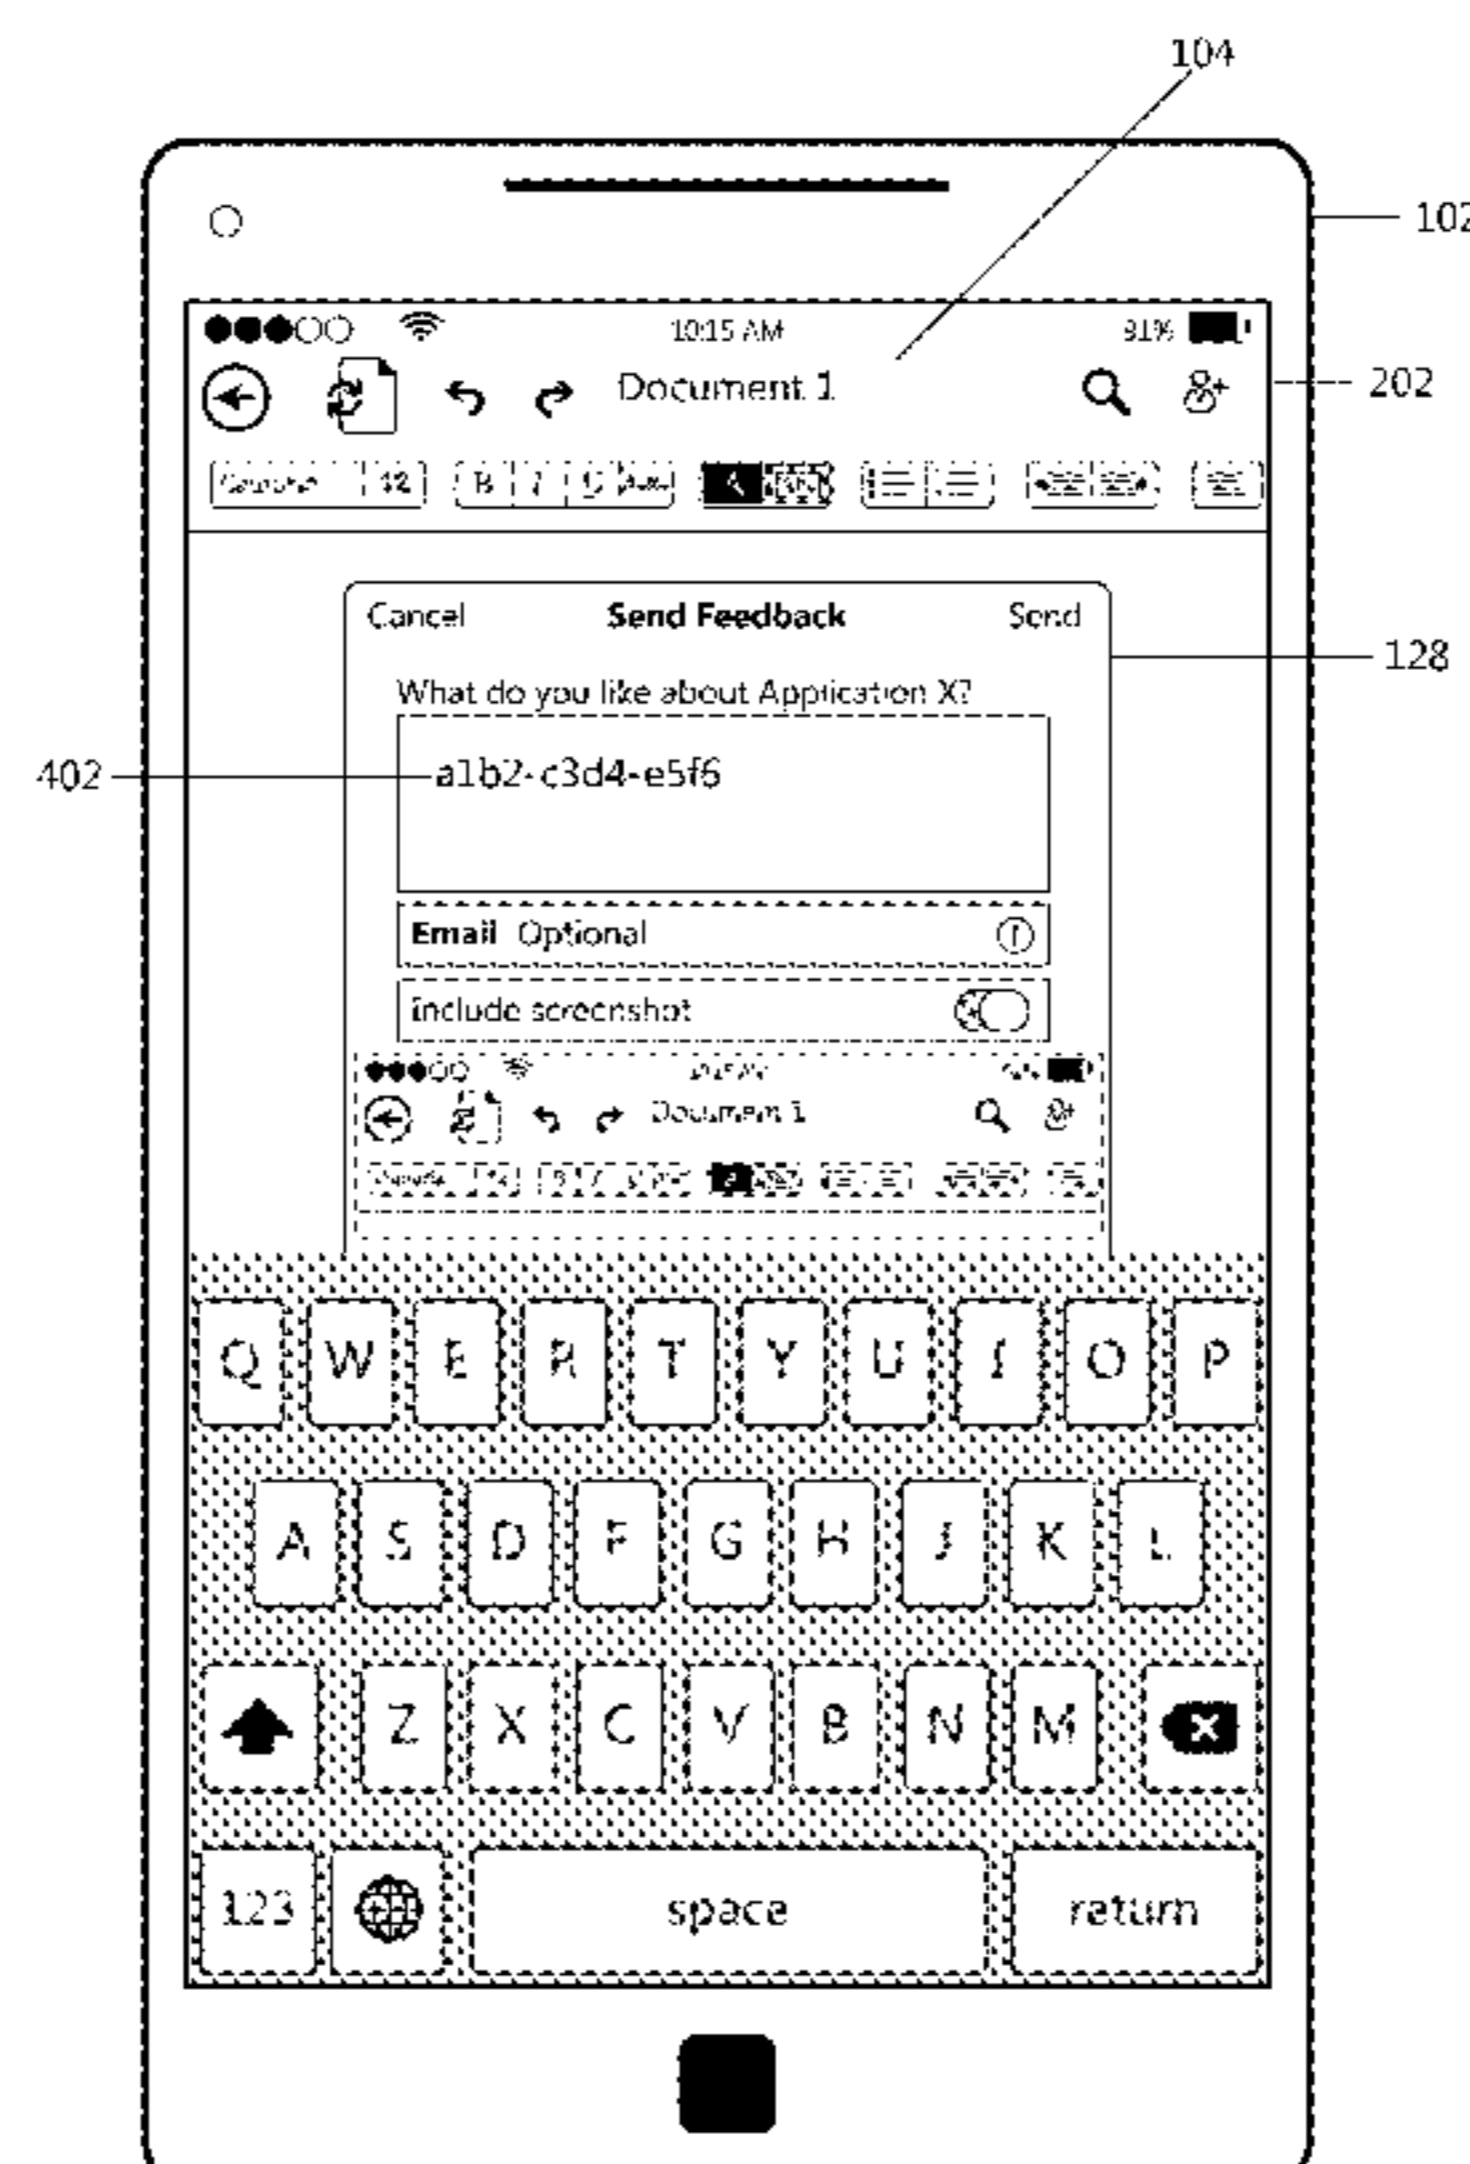 104
102
10:15 AM 81%
Document 1
202
12 B I U
Cancel Send Feedback Send
128
What do you like about Application X?
402
a1b2-c3d4-e5f6
Email Optional i
Include screenshot
Document 1
Q W E R T Y U I O P
A S D F G H J K L
Z X C V B N M
123 space return